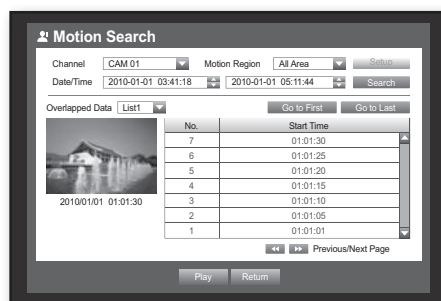 Motion Search
Channel CAM 01 Motion Region All Area Setup
Date/Time 2010-01-01 03:41:18 2010-01-01 05:11:44 Search
Overlapped Data List1 Go to First Go to Last
No. Start Time
7 01:01:30
6 01:01:25
5 01:01:20
4 01:01:15
3 01:01:10
2 01:01:05
1 01:01:01
2010/01/01 01:01:30
Previous/Next Page
Play Return